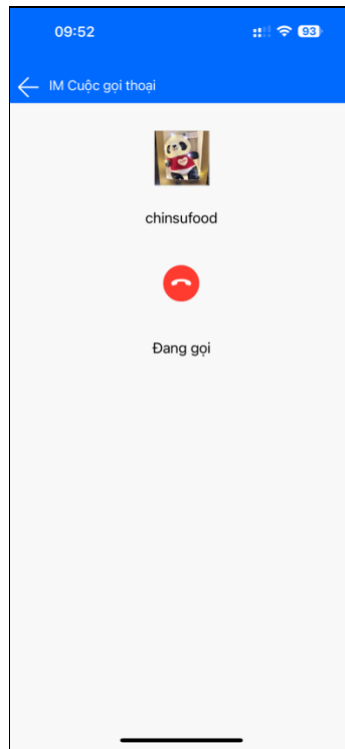 09:52
93
IM Cuộc gọi thoại
chinsufood
Đang gọi